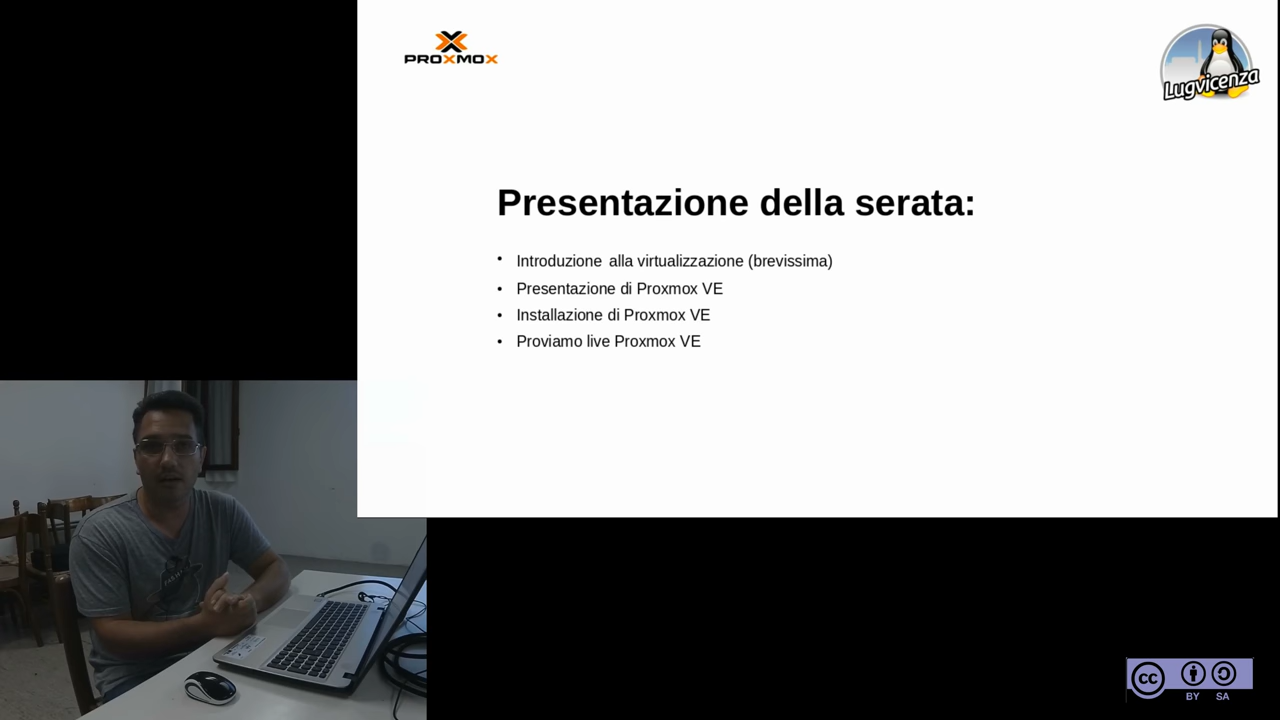 PROXMOX
Lugvicenza
Presentazione della serata:
• Introduzione alla virtualizzazione (brevissima)
• Presentazione di Proxmox VE
• Installazione di Proxmox VE
• Proviamo live Proxmox VE
cc
BY SA